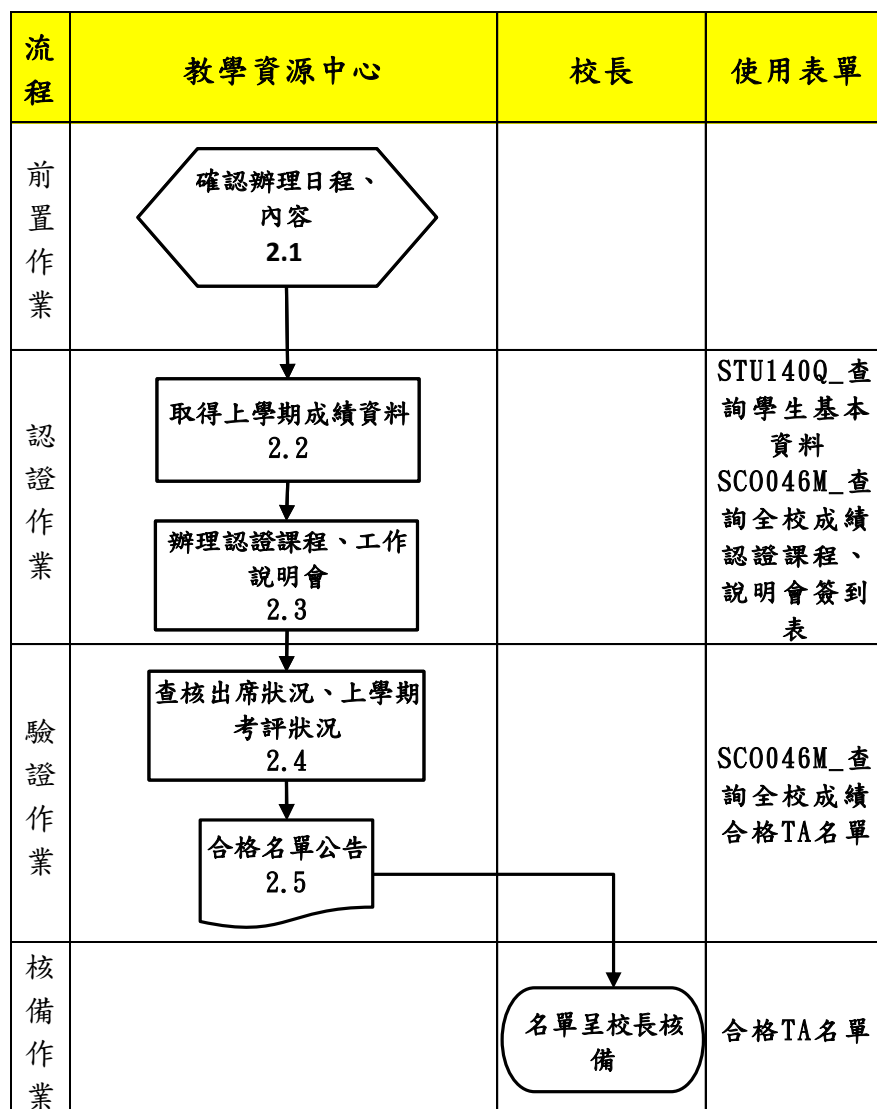 流
程
教學資源中心
校長
使用表單
前
置
作
業
確認辦理日程、
內容
2.1
認
證
作
業
取得上學期成績資料
2.2
辦理認證課程、工作
說明會
2.3
STU140Q_查
詢學生基本
資料
SCO046M_查
詢全校成績
認證課程、
說明會簽到
表
驗
證
作
業
查核出席狀況、上學期
考評狀況
2.4
合格名單公告
2.5
SCO046M_查
詢全校成績
合格TA名單
核
備
作
業
名單呈校長核
備
合格TA名單